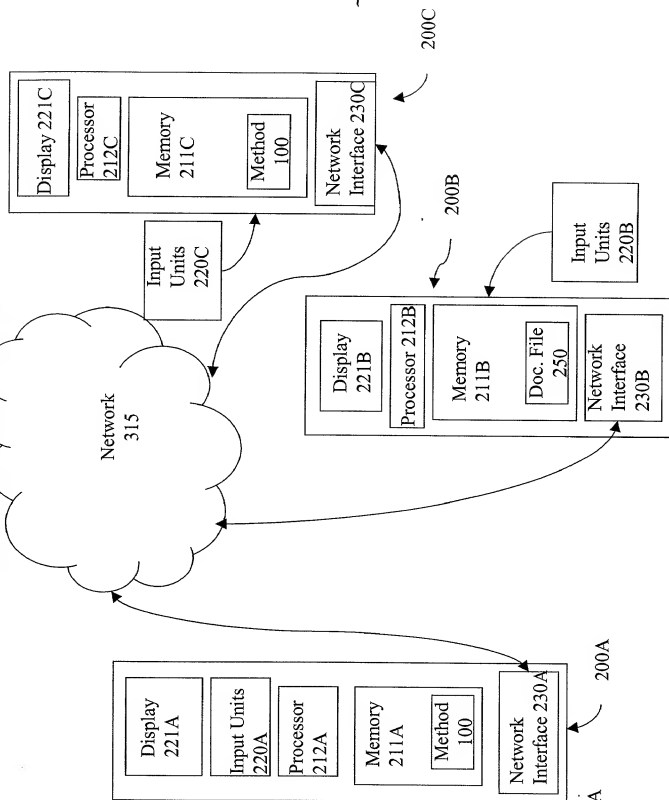 Display
221A
Input Units
220A
Processor
212A
Memory
211A
Method
100
Network
Interface 230A
200A
Network
315
Display
221B
Processor 212B
Memory
211B
Doc. File
250
Network
Interface
230B
200B
Input
Units
220B
Display 221C
Processor
212C
Memory
211C
Method
100
Network
Interface 230C
200C
Input
Units
220C
A